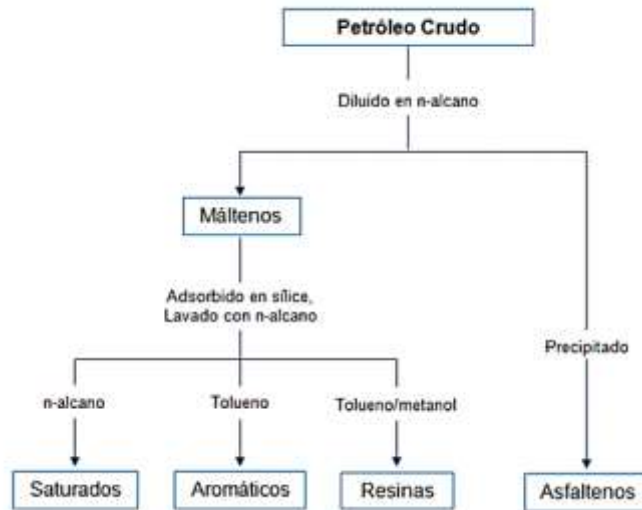 Petróleo Crudo
Diluido en n-alcano
Máltenos
Adsorbido en sílice,
Lavado con n-alcano
Precipitado
n-alcano
Tolueno
Tolueno/metanol
Saturados
Aromáticos
Resinas
Asfaltenos